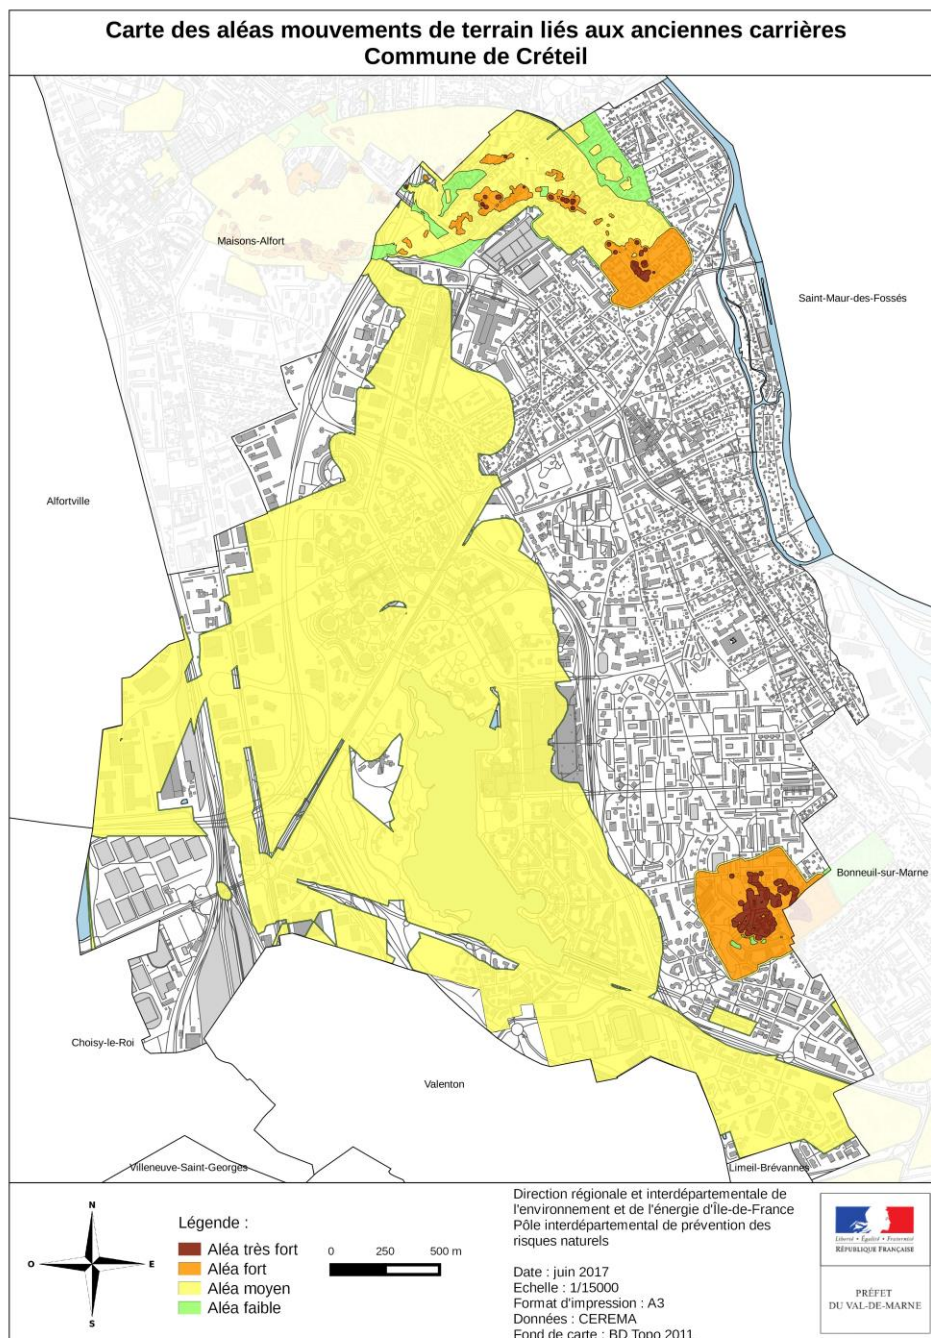 Carte des aléas mouvements de terrain liés aux anciennes carrières
Commune de Créteil
Maisons-Alfort
Saint-Maur-des-Fossés
Alfortville
Bonneuil-sur-Marne
Choisy-le-Roi
Valenton
Villeneuve-Saint-Georges
Limeil-Brévannes
N
O
E
S
Légende :
Aléa très fort
Aléa fort
Aléa moyen
Aléa faible
0 250 500 m
Direction régionale et interdépartementale de
l'environnement et de l'énergie d'Île-de-France
Pôle interdépartemental de prévention des
risques naturels
Date : juin 2017
Echelle : 1/15000
Format d'impression : A3
Données : CEREMA
Fond de carte : BD Topo 2011
Liberté • Égalité • Fraternité
RÉPUBLIQUE FRANÇAISE
PRÉFET
DU VAL-DE-MARNE